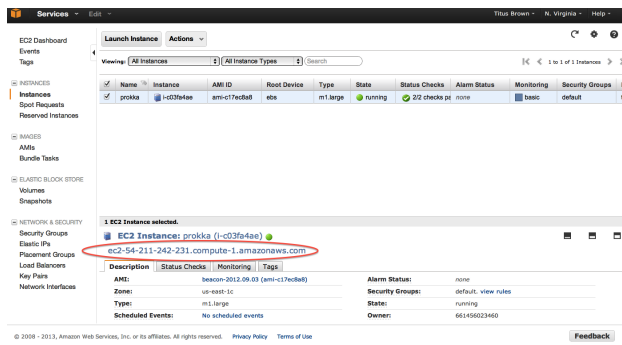 Services Edit Titus Brown N. Virginia Help
EC2 Dashboard
Events
Tags
INSTANCES
Instances
Spot Requests
Reserved Instances
IMAGES
AMIs
Bundle Tasks
ELASTIC BLOCK STORE
Volumes
Snapshots
NETWORK & SECURITY
Security Groups
Elastic IPs
Placement Groups
Load Balancers
Key Pairs
Network Interfaces
Launch Instance Actions
Viewing: All Instances All Instance Types Search 1 to 1 of 1 Instances
Name Instance AMI ID Root Device Type State Status Checks Alarm Status Monitoring Security Groups
prokka i-c03fa4ae ami-c17ec8a8 ebs m1.large running 2/2 checks pa none basic default
1 EC2 Instance selected.
EC2 Instance: prokka (i-c03fa4ae)
ec2-54-211-242-231.compute-1.amazonaws.com
Description Status Checks Monitoring Tags
AMI: beacon-2012.09.03 (ami-c17ec8a8) Alarm Status: none
Zone: us-east-1c Security Groups: default. view rules
Type: m1.large State: running
Scheduled Events: No scheduled events Owner: 661456023460
© 2008 - 2013, Amazon Web Services, Inc. or its affiliates. All rights reserved. Privacy Policy Terms of Use Feedback